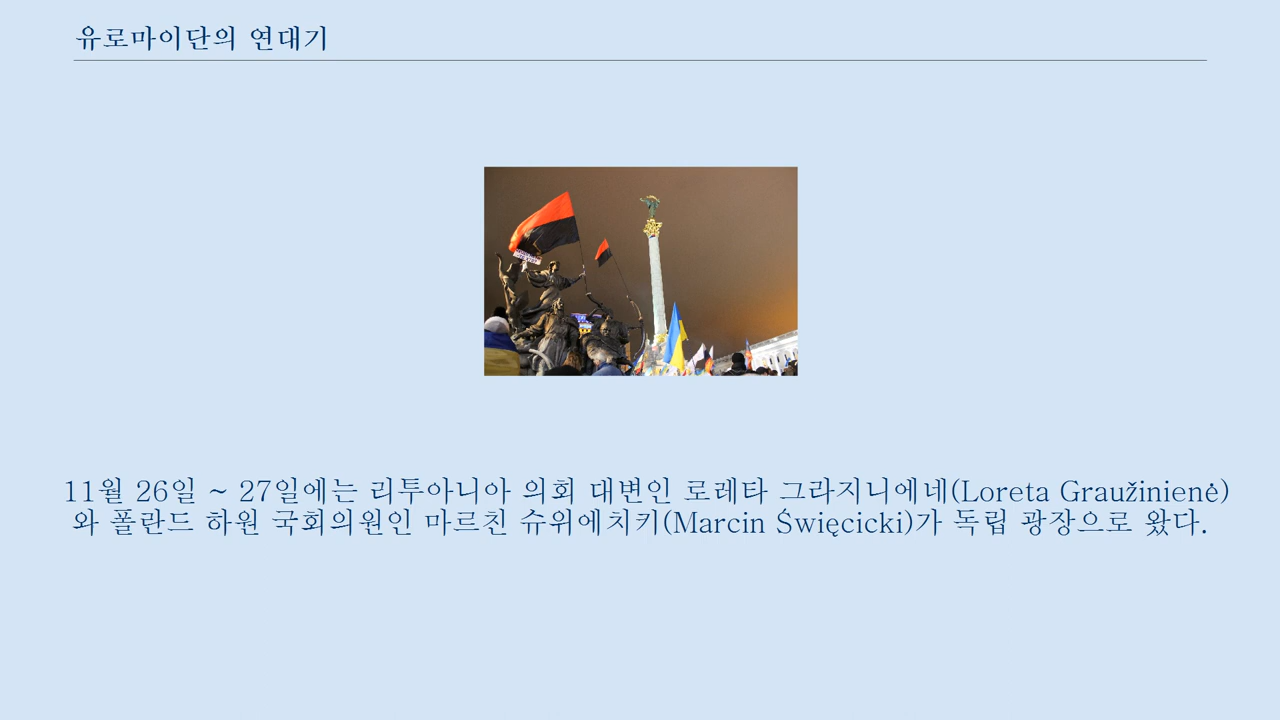 유로마이단의 연대기
11월 26일 ~ 27일에는 리투아니아 의회 대변인 로레타 그라지니에네(Loreta Graužinienė)
와 폴란드 하원 국회의원인 마르친 슈위에치키(Marcin Święcicki)가 독립 광장으로 왔다.